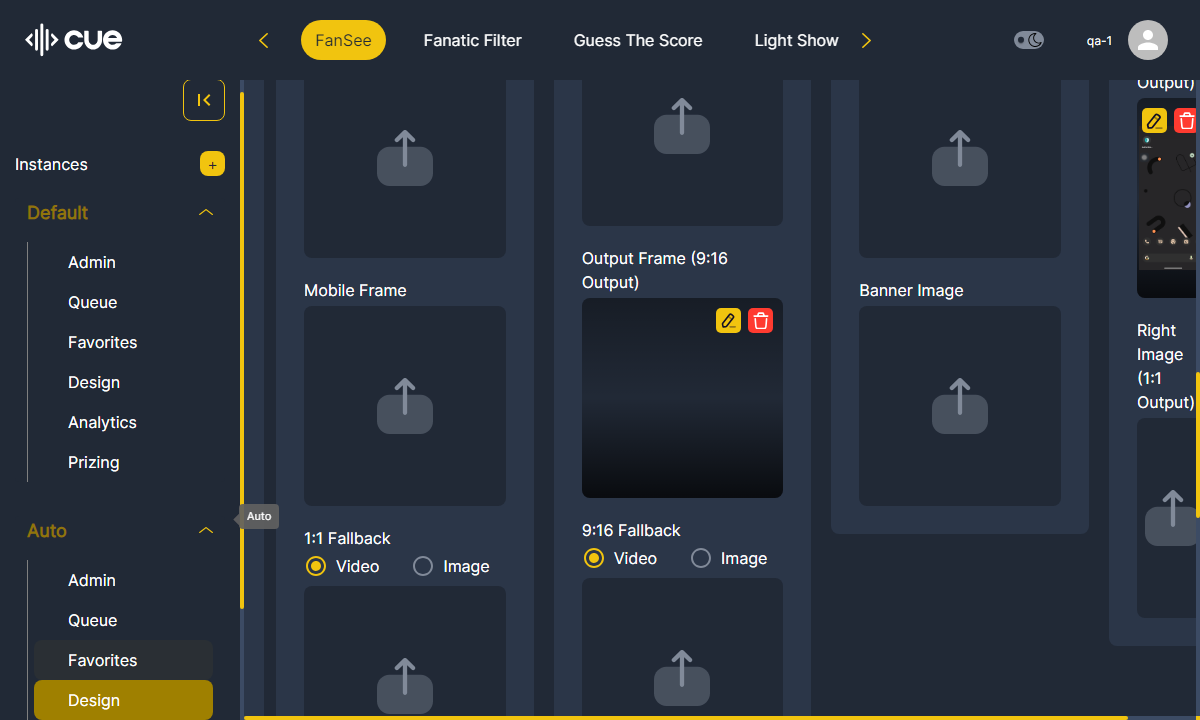 cue
FanSee
Fanatic Filter
Guess The Score
Light Show
qa-1
Instances
+
Default
Admin
Queue
Favorites
Design
Analytics
Prizing
Auto
Admin
Queue
Favorites
Design
Auto
Mobile Frame
1:1 Fallback
Video
Image
Output Frame (9:16
Output)
9:16 Fallback
Video
Image
Banner Image
Output)
Right
Image
(1:1
Output)